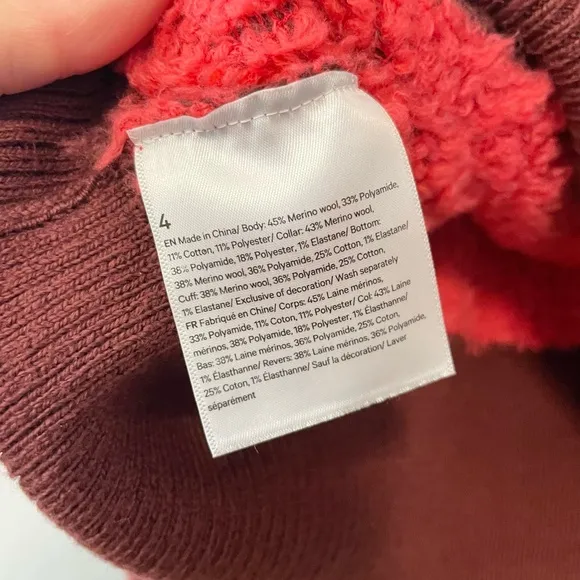 4
EN Made in China/ Body: 45% Merino wool, 33% Polyamide,
11% Cotton, 11% Polyester/ Collar: 43% Merino wool,
36% Polyamide, 18% Polyester, 1% Elastane/ Bottom:
38% Merino wool, 36% Polyamide, 25% Cotton, 1% Elastane/
Cuff: 38% Merino wool, 36% Polyamide, 25% Cotton,
1% Elastane/ Exclusive of decoration/ Wash separately
FR Fabriqué en Chine/ Corps: 45% Laine mérinos,
33% Polyamide, 11% Coton, 11% Polyester/ Col: 43% Laine
mérinos, 38% Polyamide, 18% Polyester, 1% Élasthanne/
Bas: 38% Laine mérinos, 36% Polyamide, 25% Coton,
1% Élasthanne/ Revers: 38% Laine mérinos, 36% Polyamide,
25% Coton, 1% Élasthanne/ Sauf la décoration/ Laver
séparément